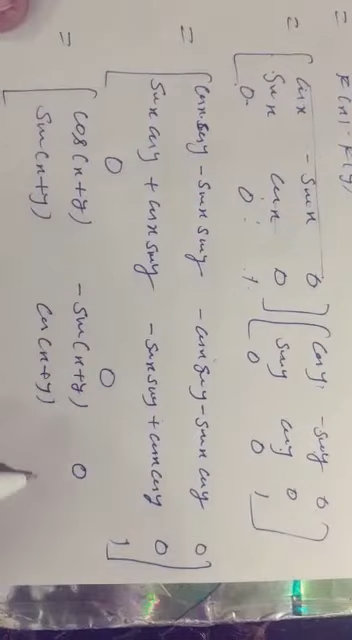 = F(x) · F(y)
= [ cos x - sin x 0 ] [ cos y - sin y 0
sin x cos x 0 sin y cos y 0
0 0 1 ] 0 0 1 ]
= [ cos x cos y - sin x sin y - cos x sin y - sin x cos y 0
sin x cos y + cos x sin y - sin x sin y + cos x cos y 0
0 1 ]
= [ cos(x+y) - sin(x+y) 0
sin(x+y) cos(x+y)
0